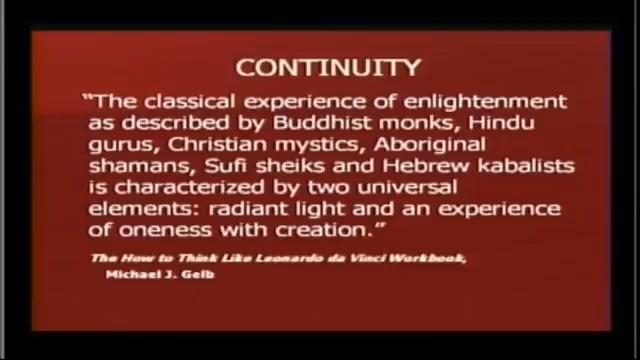 CONTINUITY
“The classical experience of enlightenment
as described by Buddhist monks, Hindu
gurus, Christian mystics, Aboriginal
shamans, Sufi sheiks and Hebrew kabalists
is characterized by two universal
elements: radiant light and an experience
of oneness with creation.”
The How to Think Like Leonardo da Vinci Workbook,
Michael J. Gelb